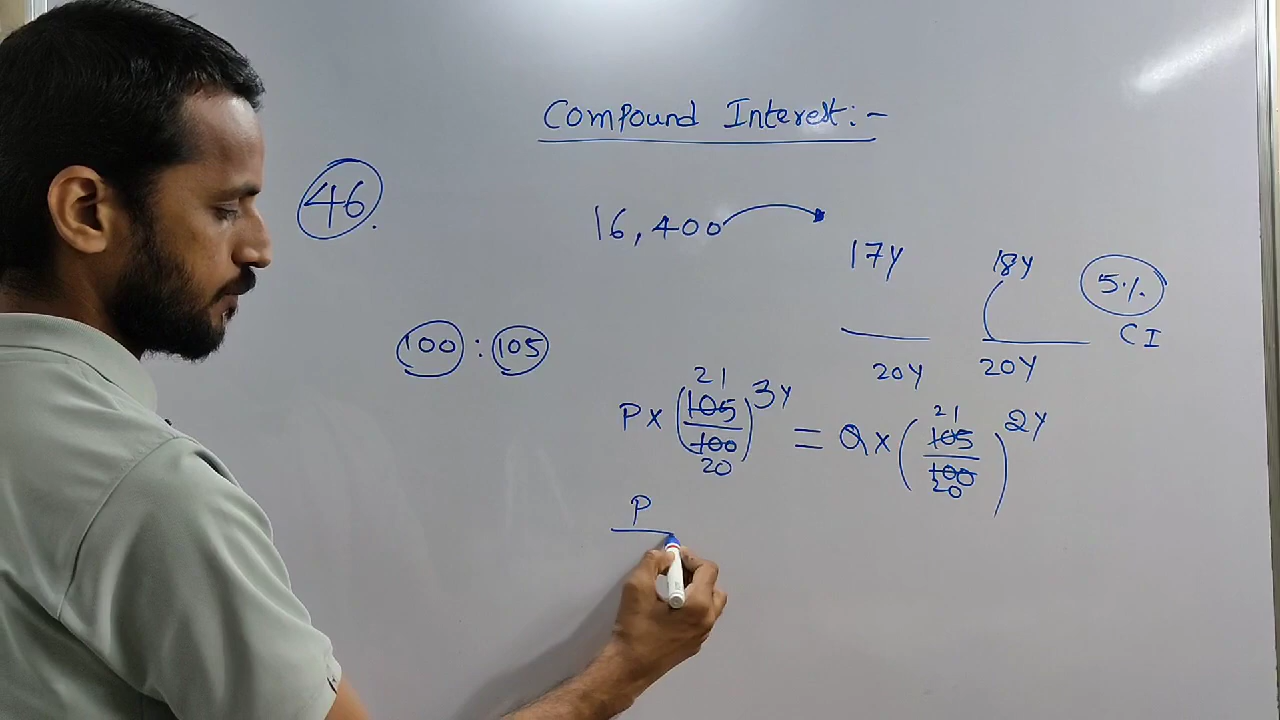 Compound Interest:-
46.
16,400
17Y 18Y 5%
20Y 20Y CI
100 : 105
P x (105/100)^3Y = Q x (105/100)^2Y
21 20 21 20
P